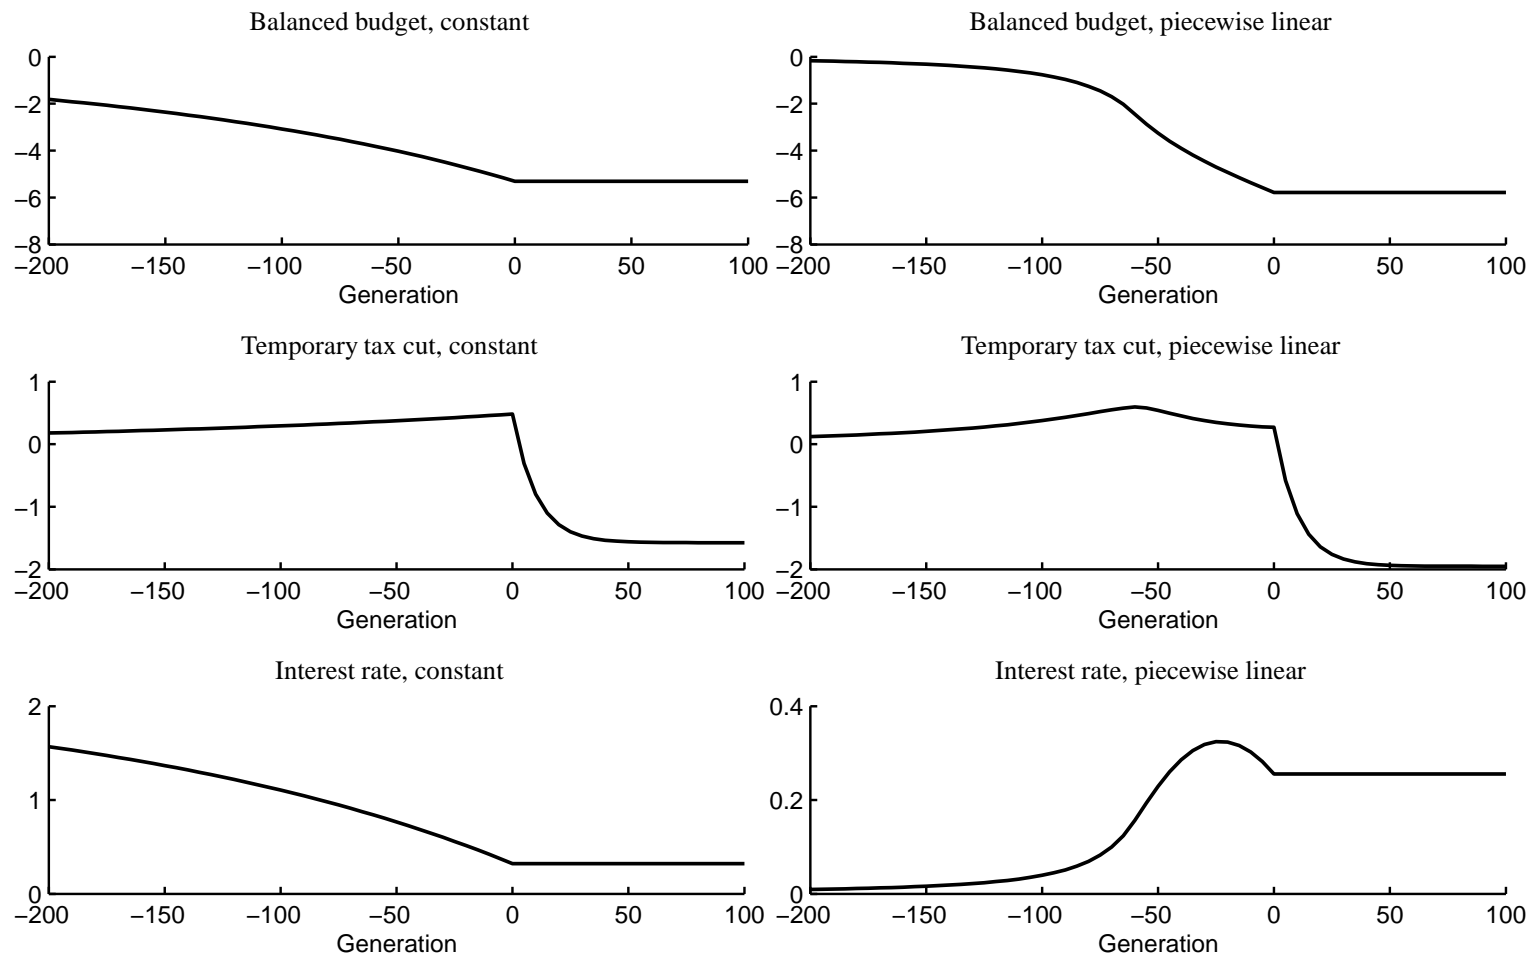 Balanced budget, constant
0
−2
−4
−6
−8
−200 −150 −100 −50 0 50 100
Generation
Balanced budget, piecewise linear
0
−2
−4
−6
−8
−200 −150 −100 −50 0 50 100
Generation
Temporary tax cut, constant
1
0
−1
−2
−200 −150 −100 −50 0 50 100
Generation
Temporary tax cut, piecewise linear
1
0
−1
−2
−200 −150 −100 −50 0 50 100
Generation
Interest rate, constant
2
1
0
−200 −150 −100 −50 0 50 100
Generation
Interest rate, piecewise linear
0.4
0.2
0
−200 −150 −100 −50 0 50 100
Generation